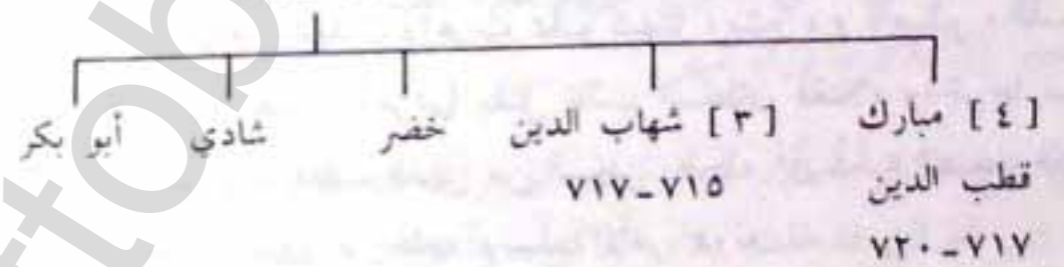 [ ٤ ] مبارك [ ٣ ] شهاب الدين خضر شادي أبو بكر
قطب الدين ٧١٥-٧١٧
٧١٧-٧٢٠